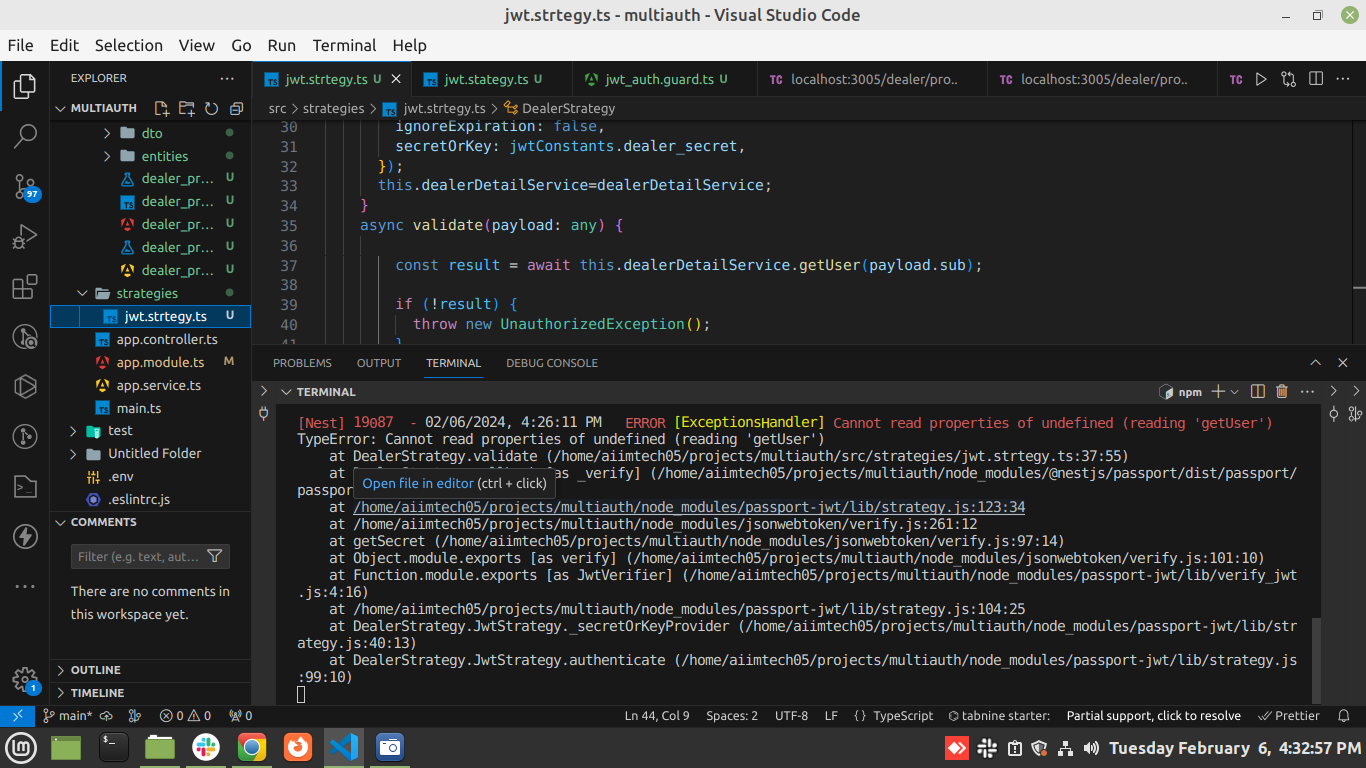 jwt.strtegy.ts - multiauth - Visual Studio Code
File Edit Selection View Go Run Terminal Help
EXPLORER
MULTIAUTH
dto
entities
dealer_pr... U
dealer_pr... U
dealer_pr... U
dealer_pr... U
dealer_pr... U
strategies
jwt.strtegy.ts U
app.controller.ts
app.module.ts M
app.service.ts
main.ts
test
Untitled Folder
.env
.eslintrc.js
COMMENTS
Filter (e.g. text, aut...
There are no comments in
this workspace yet.
OUTLINE
TIMELINE
97
1
jwt.strtegy.ts U
jwt.stategy.ts U
jwt_auth.guard.ts U
TC localhost:3005/dealer/pro..
TC localhost:3005/dealer/pro..
TC
src > strategies > jwt.strtegy.ts > DealerStrategy
30 ignoreExpiration: false,
31 secretOrKey: jwtConstants.dealer_secret,
32 });
33 this.dealerDetailService=dealerDetailService;
34 }
35 async validate(payload: any) {
36
37 const result = await this.dealerDetailService.getUser(payload.sub);
38
39 if (!result) {
40 throw new UnauthorizedException();
41 }
PROBLEMS OUTPUT TERMINAL DEBUG CONSOLE
TERMINAL
npm
[Nest] 19087 - 02/06/2024, 4:26:11 PM ERROR [ExceptionsHandler] Cannot read properties of undefined (reading 'getUser')
TypeError: Cannot read properties of undefined (reading 'getUser')
at DealerStrategy.validate (/home/aiimtech05/projects/multiauth/src/strategies/jwt.strtegy.ts:37:55)
at [as _verify] (/home/aiimtech05/projects/multiauth/node_modules/@nestjs/passport/dist/passport/
passpor
Open file in editor (ctrl + click)
at /home/aiimtech05/projects/multiauth/node_modules/passport-jwt/lib/strategy.js:123:34
at /home/aiimtech05/projects/multiauth/node_modules/jsonwebtoken/verify.js:261:12
at getSecret (/home/aiimtech05/projects/multiauth/node_modules/jsonwebtoken/verify.js:97:14)
at Object.module.exports [as verify] (/home/aiimtech05/projects/multiauth/node_modules/jsonwebtoken/verify.js:101:10)
at Function.module.exports [as JwtVerifier] (/home/aiimtech05/projects/multiauth/node_modules/passport-jwt/lib/verify_jwt
.js:4:16)
at /home/aiimtech05/projects/multiauth/node_modules/passport-jwt/lib/strategy.js:104:25
at DealerStrategy.JwtStrategy._secretOrKeyProvider (/home/aiimtech05/projects/multiauth/node_modules/passport-jwt/lib/str
ategy.js:40:13)
at DealerStrategy.JwtStrategy.authenticate (/home/aiimtech05/projects/multiauth/node_modules/passport-jwt/lib/strategy.js
:99:10)
main* 0 0 0 Ln 44, Col 9 Spaces: 2 UTF-8 LF {} TypeScript tabnine starter: Partial support, click to resolve Prettier
Tuesday February 6, 4:32:57 PM